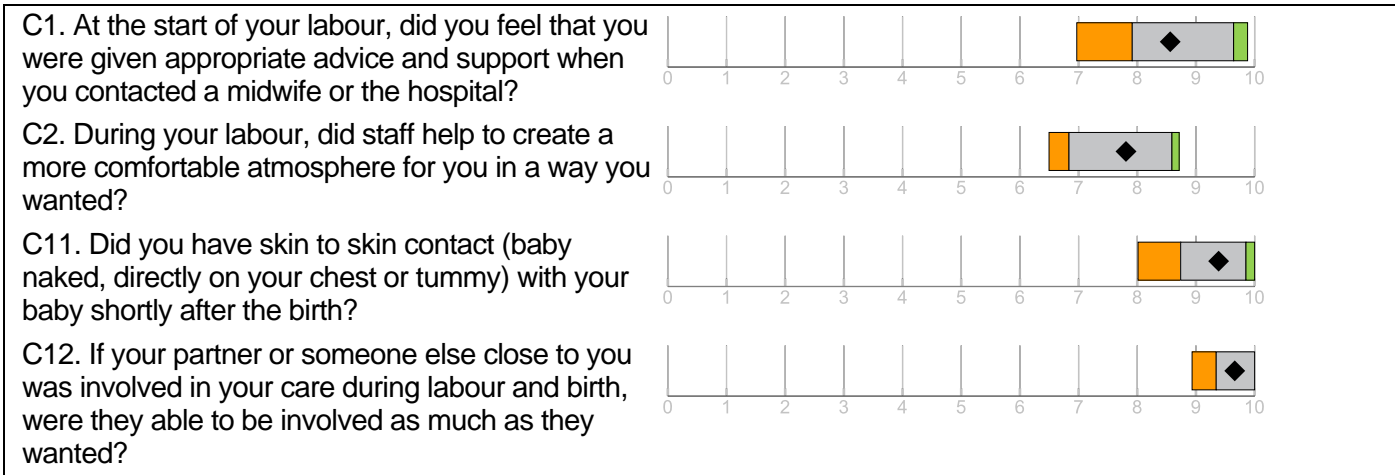 C1. At the start of your labour, did you feel that you
were given appropriate advice and support when
you contacted a midwife or the hospital?
0 1 2 3 4 5 6 7 8 9 10
C2. During your labour, did staff help to create a
more comfortable atmosphere for you in a way you
wanted?
0 1 2 3 4 5 6 7 8 9 10
C11. Did you have skin to skin contact (baby
naked, directly on your chest or tummy) with your
baby shortly after the birth?
0 1 2 3 4 5 6 7 8 9 10
C12. If your partner or someone else close to you
was involved in your care during labour and birth,
were they able to be involved as much as they
wanted?
0 1 2 3 4 5 6 7 8 9 10